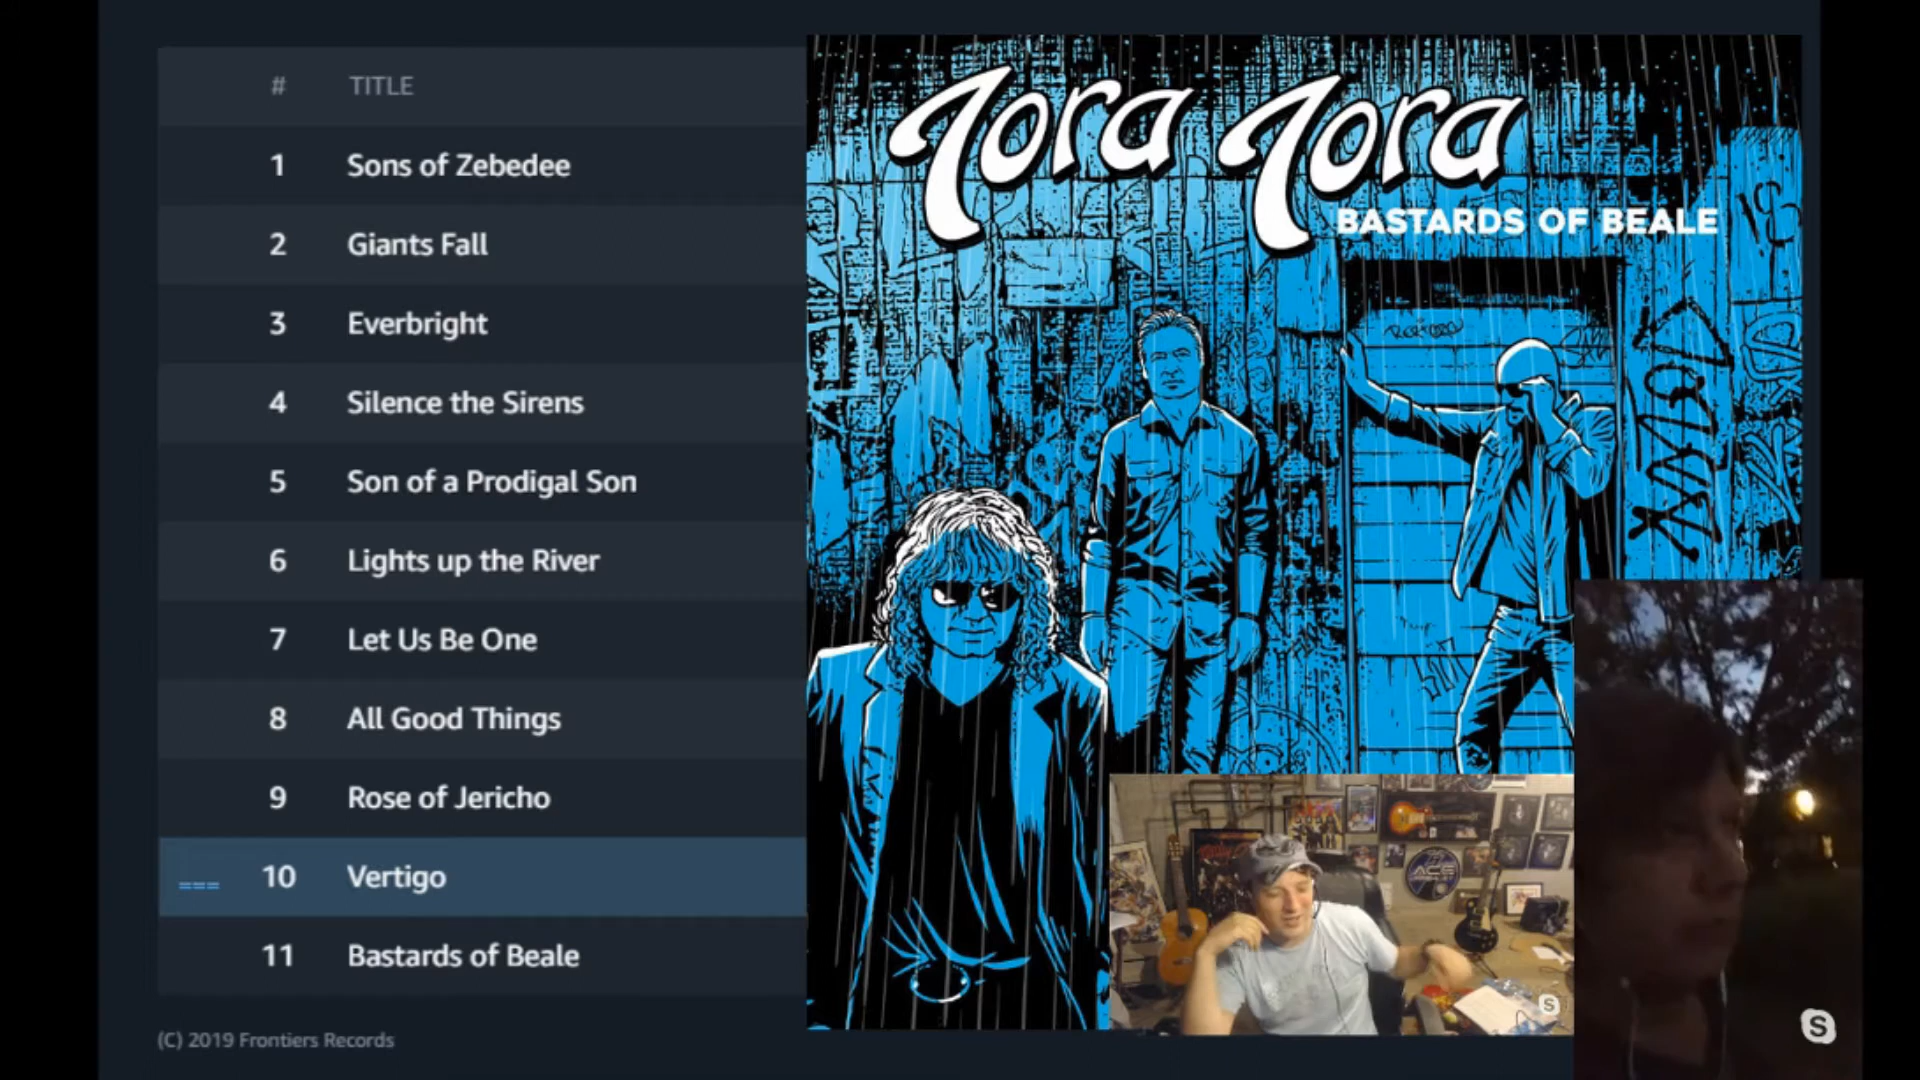 # TITLE
1 Sons of Zebedee
2 Giants Fall
3 Everbright
4 Silence the Sirens
5 Son of a Prodigal Son
6 Lights up the River
7 Let Us Be One
8 All Good Things
9 Rose of Jericho
10 Vertigo
11 Bastards of Beale
(C) 2019 Frontiers Records
Tora Tora
BASTARDS OF BEALE
ACE
S
S